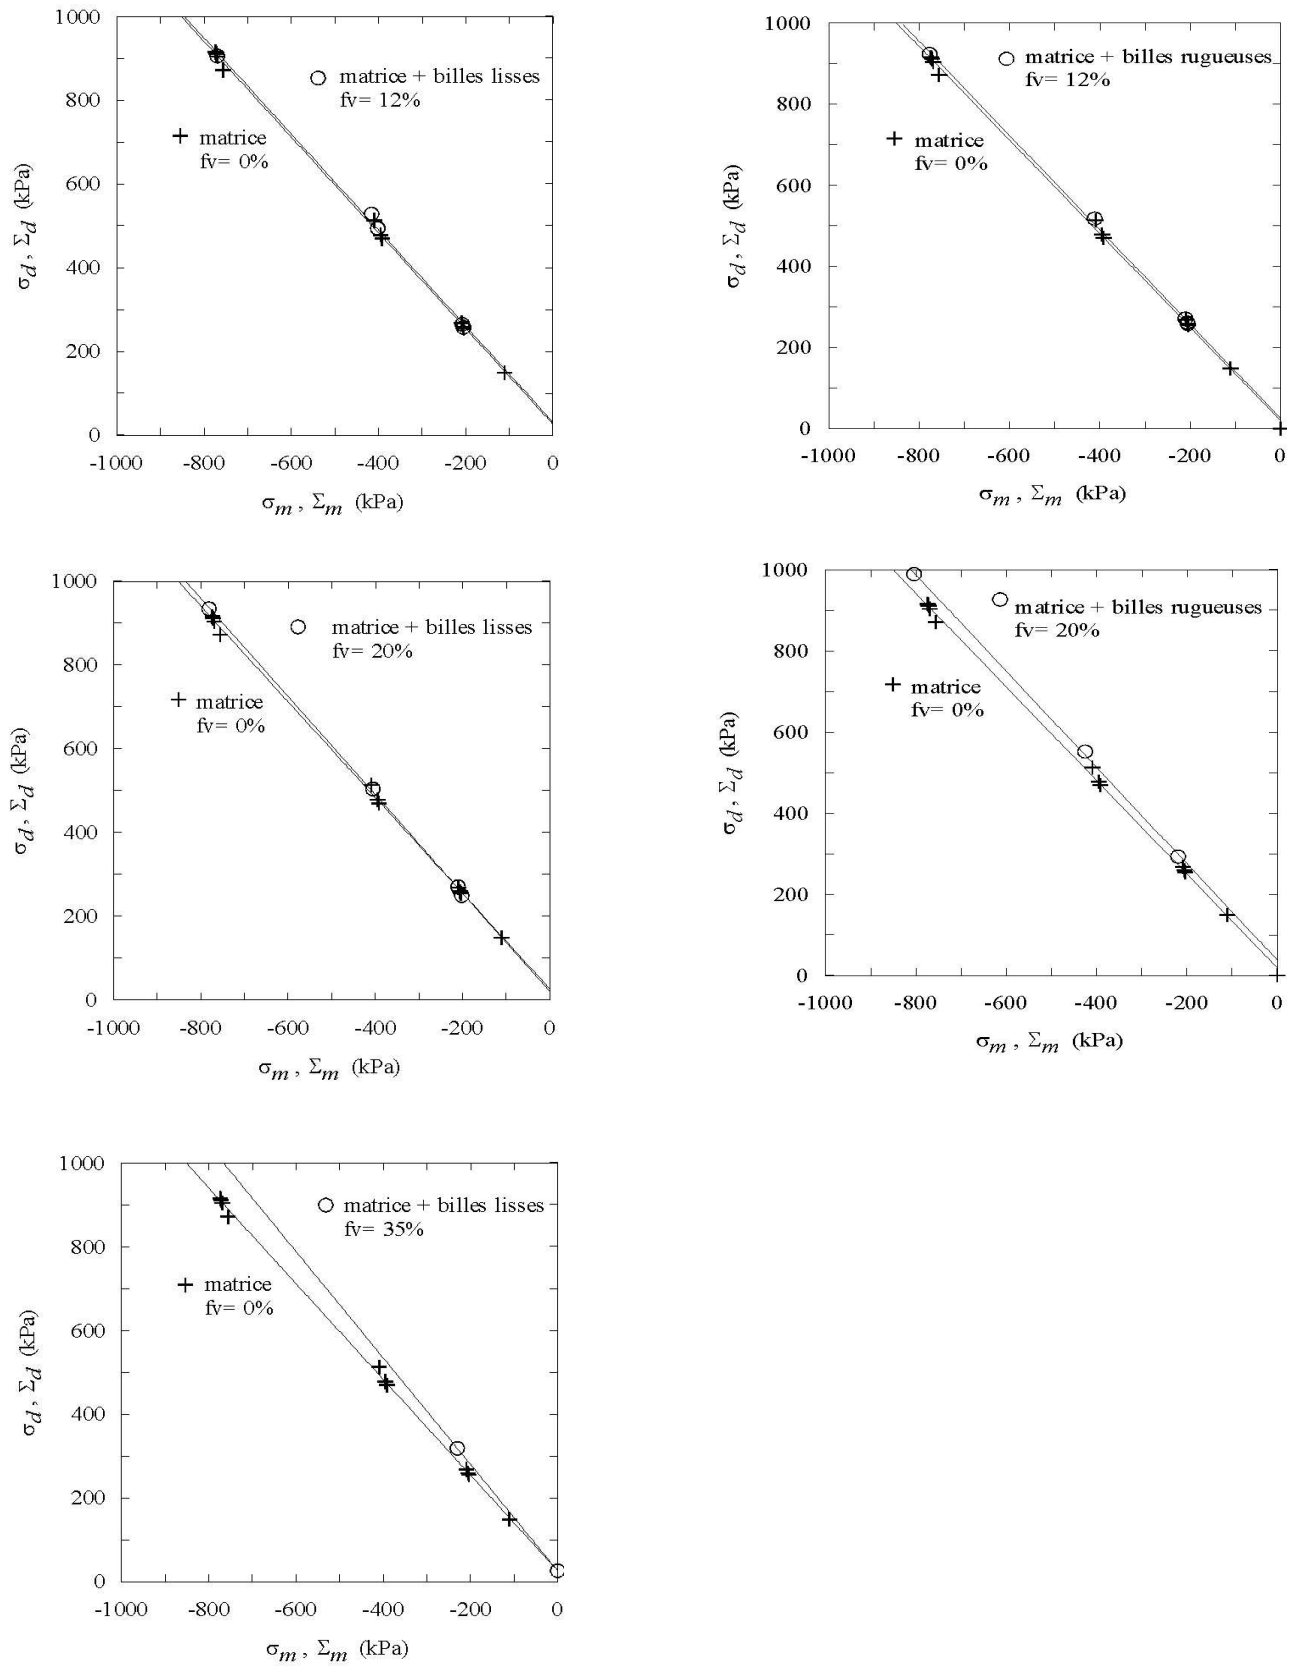 1000
matrice + billes lisses
fv= 12%
800
matrice
fv= 0%
600
400
200
0
σd , Σd (kPa)
-1000 -800 -600 -400 -200 0
σm , Σm (kPa)
1000
matrice + billes rugueuses
fv= 12%
800
matrice
fv= 0%
600
400
200
0
σd , Σd (kPa)
-1000 -800 -600 -400 -200 0
σm , Σm (kPa)
1000
matrice + billes lisses
fv= 20%
800
matrice
fv= 0%
600
400
200
0
σd , Σd (kPa)
-1000 -800 -600 -400 -200 0
σm , Σm (kPa)
1000
matrice + billes rugueuses
fv= 20%
800
matrice
fv= 0%
600
400
200
0
σd , Σd (kPa)
-1000 -800 -600 -400 -200 0
σm , Σm (kPa)
1000
matrice + billes lisses
fv= 35%
800
matrice
fv= 0%
600
400
200
0
σd , Σd (kPa)
-1000 -800 -600 -400 -200 0
σm , Σm (kPa)